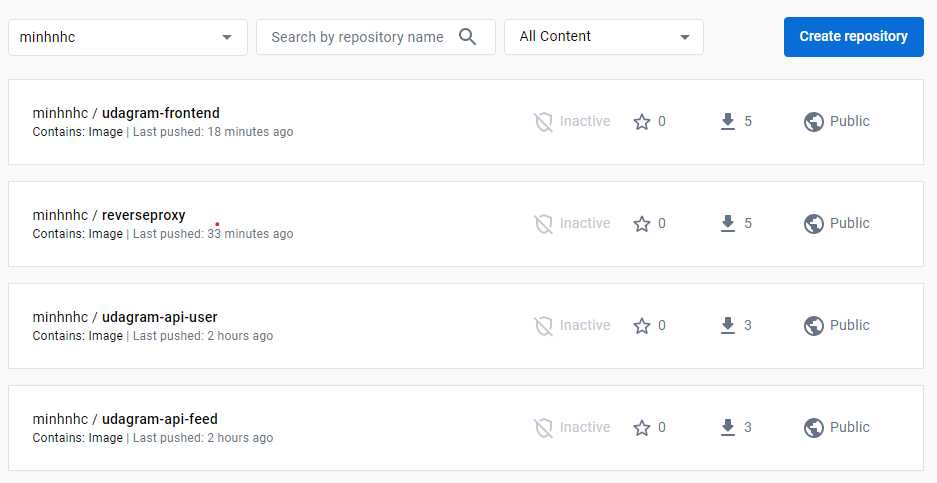 minhnhc
Search by repository name
All Content
Create repository
minhnhc / udagram-frontend
Contains: Image | Last pushed: 18 minutes ago
Inactive
0
5
Public
minhnhc / reverseproxy
Contains: Image | Last pushed: 33 minutes ago
Inactive
0
5
Public
minhnhc / udagram-api-user
Contains: Image | Last pushed: 2 hours ago
Inactive
0
3
Public
minhnhc / udagram-api-feed
Contains: Image | Last pushed: 2 hours ago
Inactive
0
3
Public